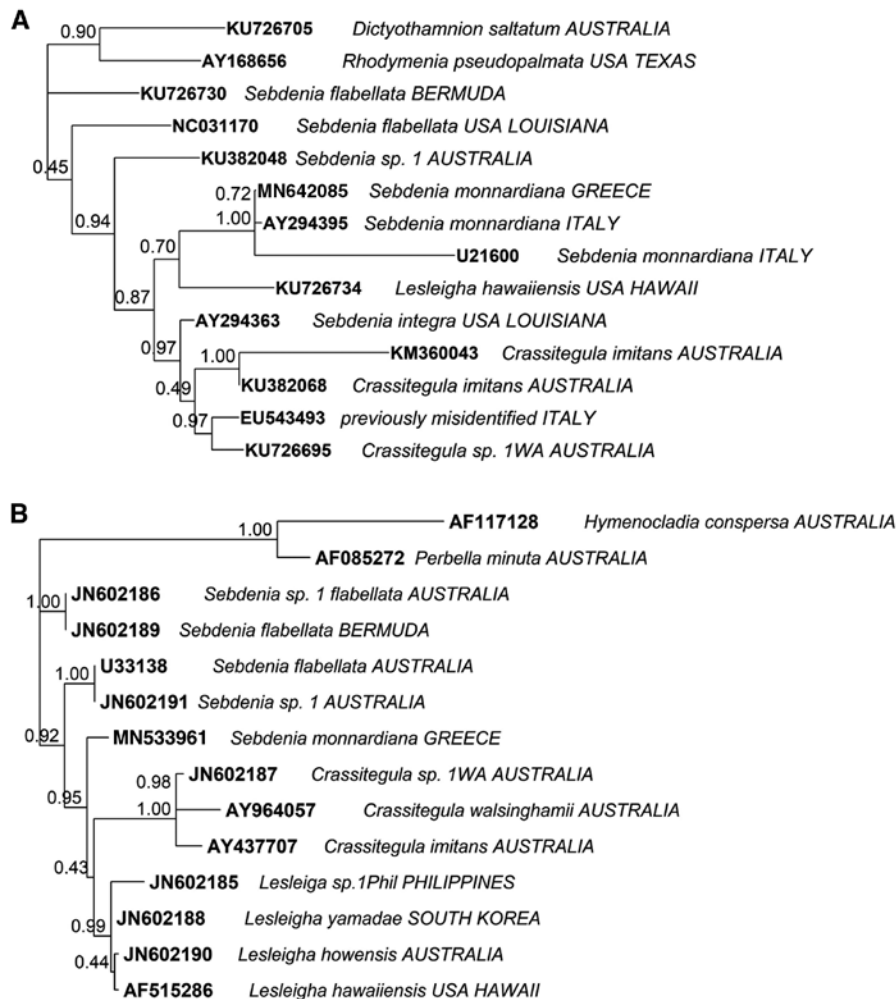 A
KU726705 Dictyothamnion saltatum AUSTRALIA
0.90
AY168656 Rhodymenia pseudopalmata USA TEXAS
KU726730 Sebdenia flabellata BERMUDA
NC031170 Sebdenia flabellata USA LOUISIANA
0.45
KU382048 Sebdenia sp. 1 AUSTRALIA
0.72 MN642085 Sebdenia monnardiana GREECE
0.94
1.00 AY294395 Sebdenia monnardiana ITALY
0.70
U21600 Sebdenia monnardiana ITALY
KU726734 Lesleigha hawaiiensis USA HAWAII
0.87
AY294363 Sebdenia integra USA LOUISIANA
0.97
1.00 KM360043 Crassitegula imitans AUSTRALIA
0.49 KU382068 Crassitegula imitans AUSTRALIA
0.97 EU543493 previously misidentified ITALY
KU726695 Crassitegula sp. 1WA AUSTRALIA
B
1.00 AF117128 Hymenocladia conspersa AUSTRALIA
AF085272 Perbella minuta AUSTRALIA
JN602186 Sebdenia sp. 1 flabellata AUSTRALIA
1.00
JN602189 Sebdenia flabellata BERMUDA
U33138 Sebdenia flabellata AUSTRALIA
1.00
JN602191 Sebdenia sp. 1 AUSTRALIA
0.92 MN533961 Sebdenia monnardiana GREECE
0.98 JN602187 Crassitegula sp. 1WA AUSTRALIA
0.95
1.00 AY964057 Crassitegula walsinghamii AUSTRALIA
AY437707 Crassitegula imitans AUSTRALIA
0.43
JN602185 Lesleiga sp.1Phil PHILIPPINES
0.99 JN602188 Lesleigha yamadae SOUTH KOREA
JN602190 Lesleigha howensis AUSTRALIA
0.44
AF515286 Lesleigha hawaiiensis USA HAWAII